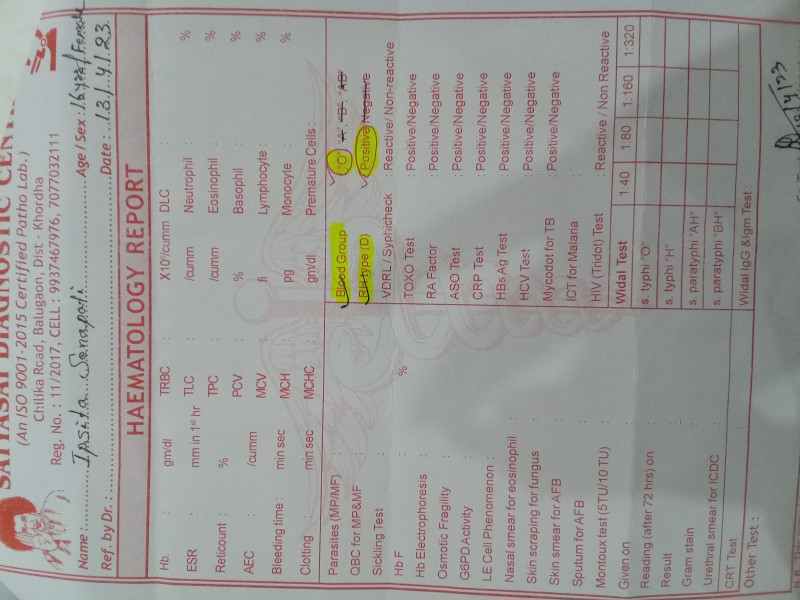 SATYASAI DIAGNOSTIC CENT
(An ISO 9001-2015 Certified Patho Lab.)
Chilika Road, Balugaon, Dist - Khordha
Reg. No. : 11/2017, CELL : 9937467976, 7077032111
Name : Ipsita Senapati Age / Sex : 14yrs/Female
Ref. by Dr. : Date : 13/4/23
HAEMATOLOGY REPORT
Hb. : gm/dl TRBC : X10⁶/cumm DLC
ESR : mm in 1st hr TLC : /cumm Neutrophil : %
Reticount : % TPC : /cumm Eosinophil : %
AEC : /cumm PCV : % Basophil : %
Bleeding time : min sec MCV : fl Lymphocyte : %
Clotting : min sec MCH : pg Monocyte : %
MCHC : gm/dl Premature Cells :
Parasites (MP/MF) :
QBC for MP&MF :
Sickling Test :
Hb F : %
Hb Electrophoresis :
Osmotic Fragility :
G6PD Activity :
LE Cell Phenomenon :
Nasal smear for eosinophil :
Skin scraping for fungus :
Skin smear for AFB :
Sputum for AFB :
Montoux test (5TU/10 TU)
Given on :
Reading (after 72 hrs) on :
Result :
Gram stain :
Urethral smear for ICDC :
CRT Test :
Other Test :
Blood Group : "O" "A" "B" "AB"
RH type (D) : Positive/Negative
VDRL / Syphicheck : Reactive / Non-reactive
TOXO Test : Positive/Negative
RA Factor : Positive/Negative
ASO Test : Positive/Negative
CRP Test : Positive/Negative
HBs Ag Test : Positive/Negative
HCV Test : Positive/Negative
Mycodot for TB : Positive/Negative
ICT for Malaria : Positive/Negative
HIV (Tridot) Test : Reactive / Non Reactive
Widal Test 1:40 1:80 1:160 1:320
s. typhi "O"
s. typhi "H"
s. paratyphi "AH"
s. paratyphi "BH"
Widal IgG & Igm Test :